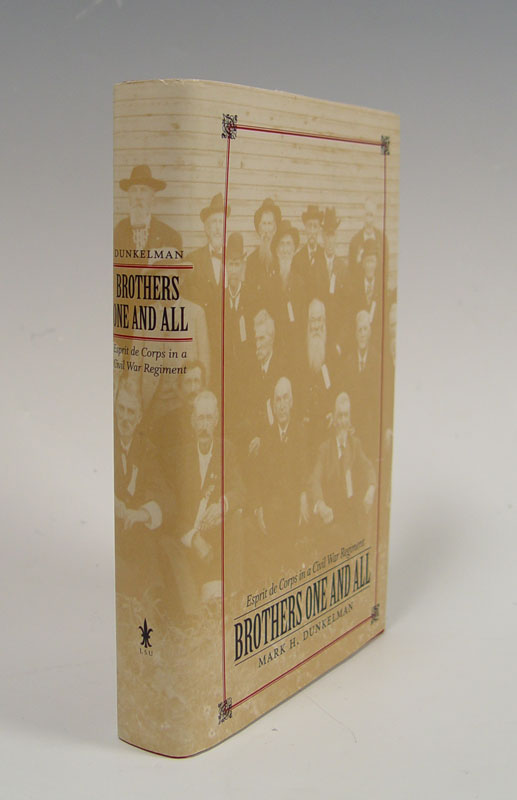 DUNKELMAN
BROTHERS
ONE AND ALL
Esprit de Corps in a
Civil War Regiment
LSU
Esprit de Corps in a Civil War Regiment
BROTHERS ONE AND ALL
MARK H. DUNKELMAN